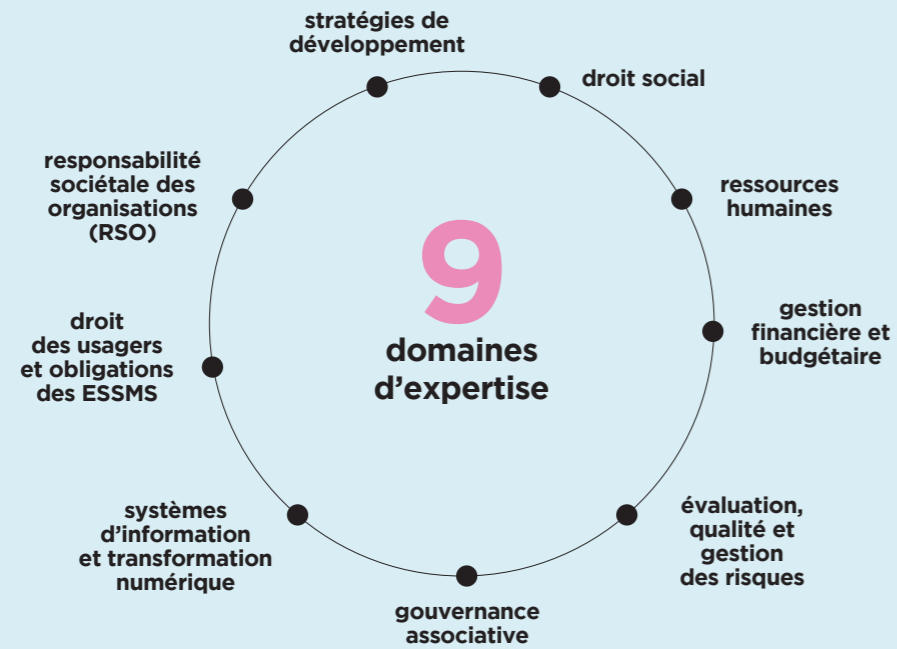 stratégies de
développement
droit social
ressources
humaines
gestion
financière et
budgétaire
évaluation,
qualité et
gestion
des risques
gouvernance
associative
systèmes
d’information
et transformation
numérique
droit
des usagers
et obligations
des ESSMS
responsabilité
sociétale des
organisations
(RSO)
9
domaines
d’expertise